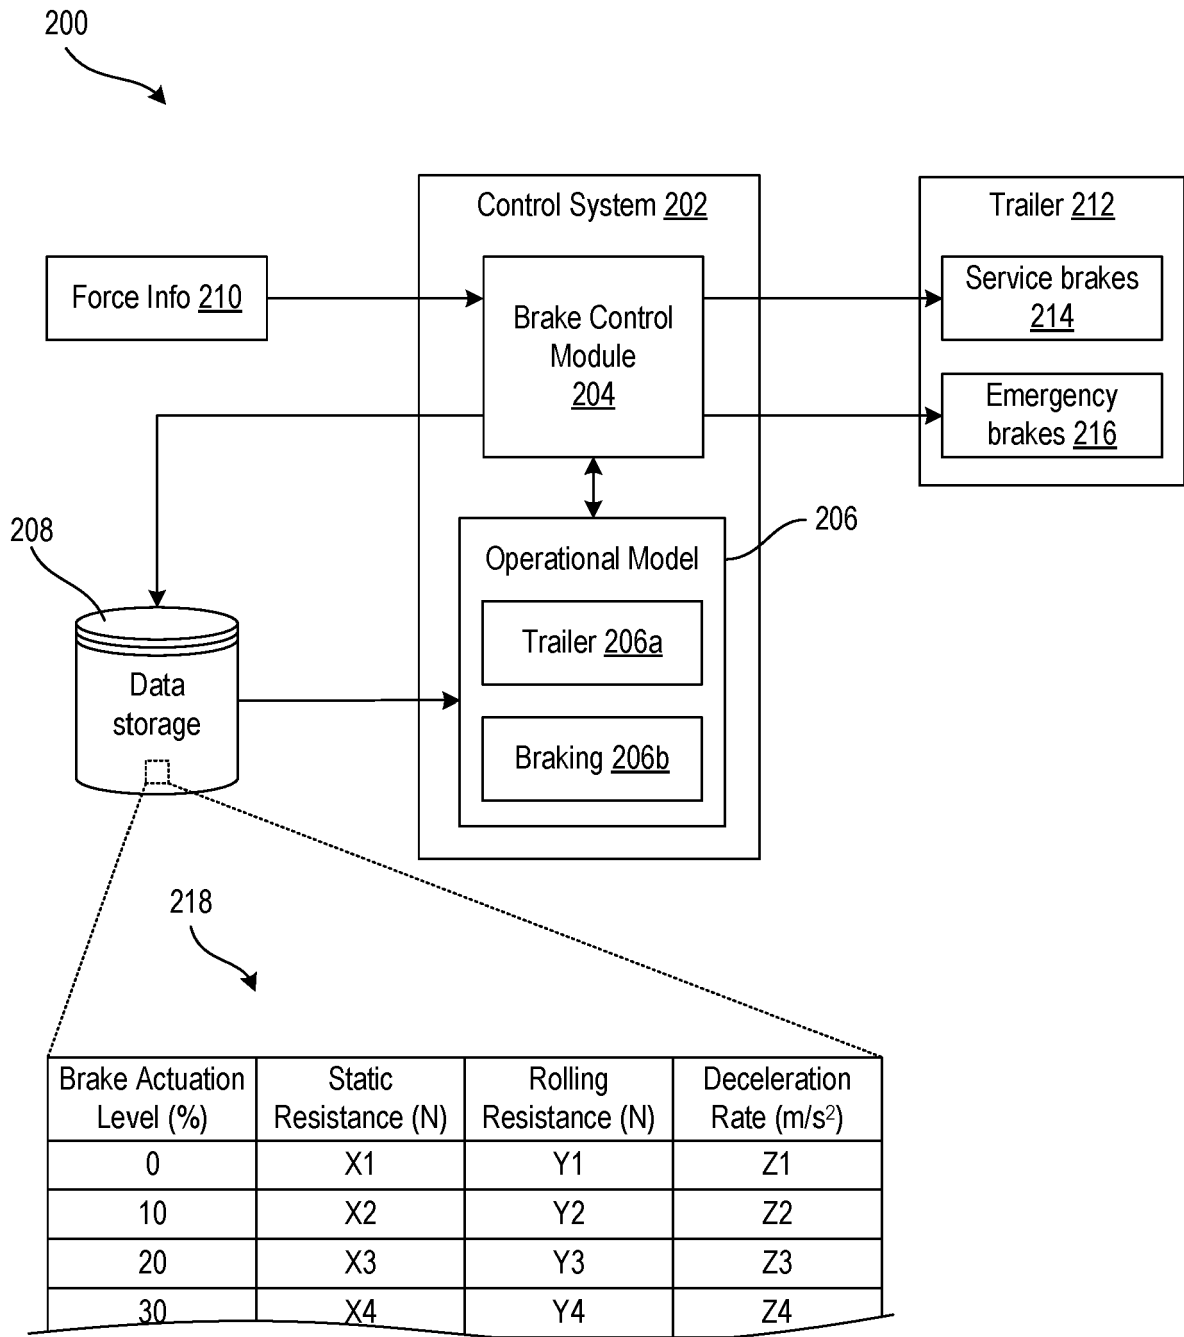 200
Control System 202
Trailer 212
Force Info 210
Brake Control
Module
204
Service brakes
214
Emergency
brakes 216
206
208
Operational Model
Trailer 206a
Data
storage
Braking 206b
218
Brake Actuation
Level (%)
Static
Resistance (N)
Rolling
Resistance (N)
Deceleration
Rate (m/s²)
0
X1
Y1
Z1
10
X2
Y2
Z2
20
X3
Y3
Z3
30
X4
Y4
Z4